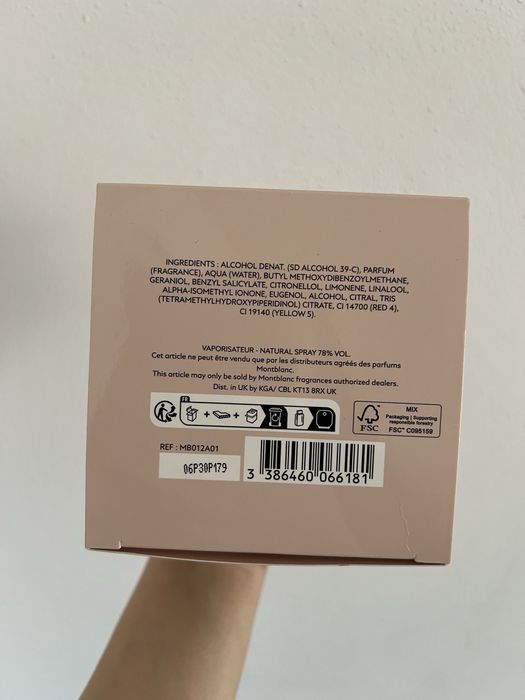 INGREDIENTS : ALCOHOL DENAT. (SD ALCOHOL 39-C), PARFUM
(FRAGRANCE), AQUA (WATER), BUTYL METHOXYDIBENZOYLMETHANE,
GERANIOL, BENZYL SALICYLATE, CITRONELLOL, LIMONENE, LINALOOL,
ALPHA-ISOMETHYL IONONE, EUGENOL, ALCOHOL, CITRAL, TRIS
(TETRAMETHYLHYDROXYPIPERIDINOL) CITRATE, CI 14700 (RED 4),
CI 19140 (YELLOW 5).
VAPORISATEUR - NATURAL SPRAY 78% VOL.
Cet article ne peut être vendu que par les distributeurs agréés des parfums
Montblanc.
This article may only be sold by Montblanc fragrances authorized dealers.
Dist. in UK by KGA/ CBL KT13 8RX UK
FR
+ +
FSC
MIX
Packaging | Supporting
responsible forestry
FSC™ C095159
REF : MB012A01
06P30P179
3 386460 066181